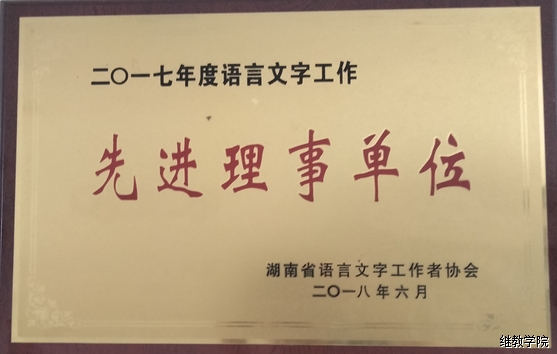 二〇一七年度语言文字工作
先进理事单位
湖南省语言文字工作者协会
二〇一八年六月
继教学院